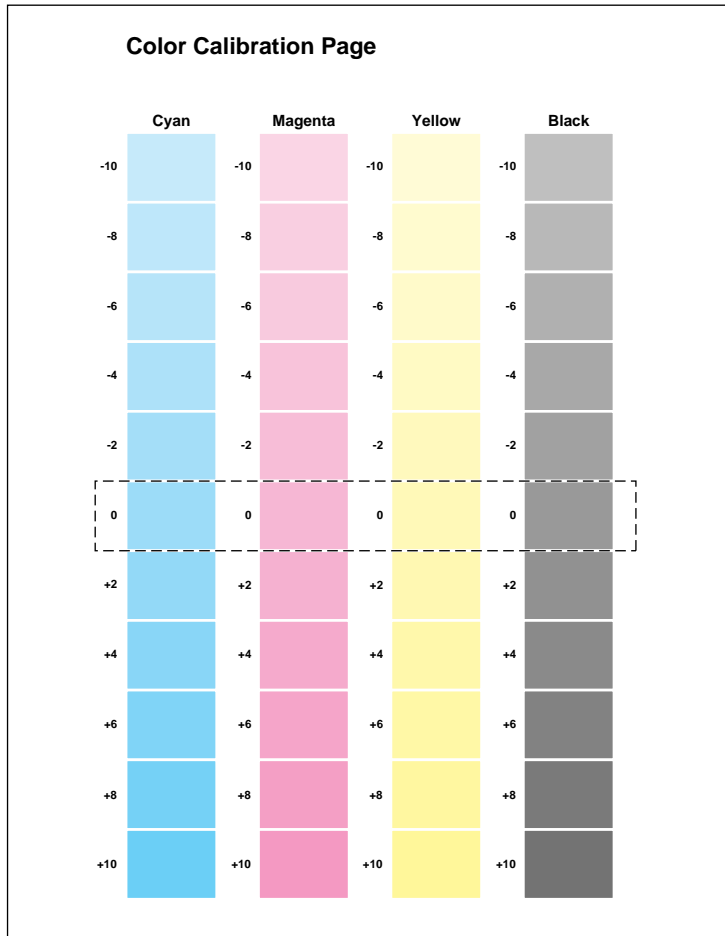 Color Calibration Page
Cyan Magenta Yellow Black
-10 -10 -10 -10
-8 -8 -8 -8
-6 -6 -6 -6
-4 -4 -4 -4
-2 -2 -2 -2
0 0 0 0
+2 +2 +2 +2
+4 +4 +4 +4
+6 +6 +6 +6
+8 +8 +8 +8
+10 +10 +10 +10